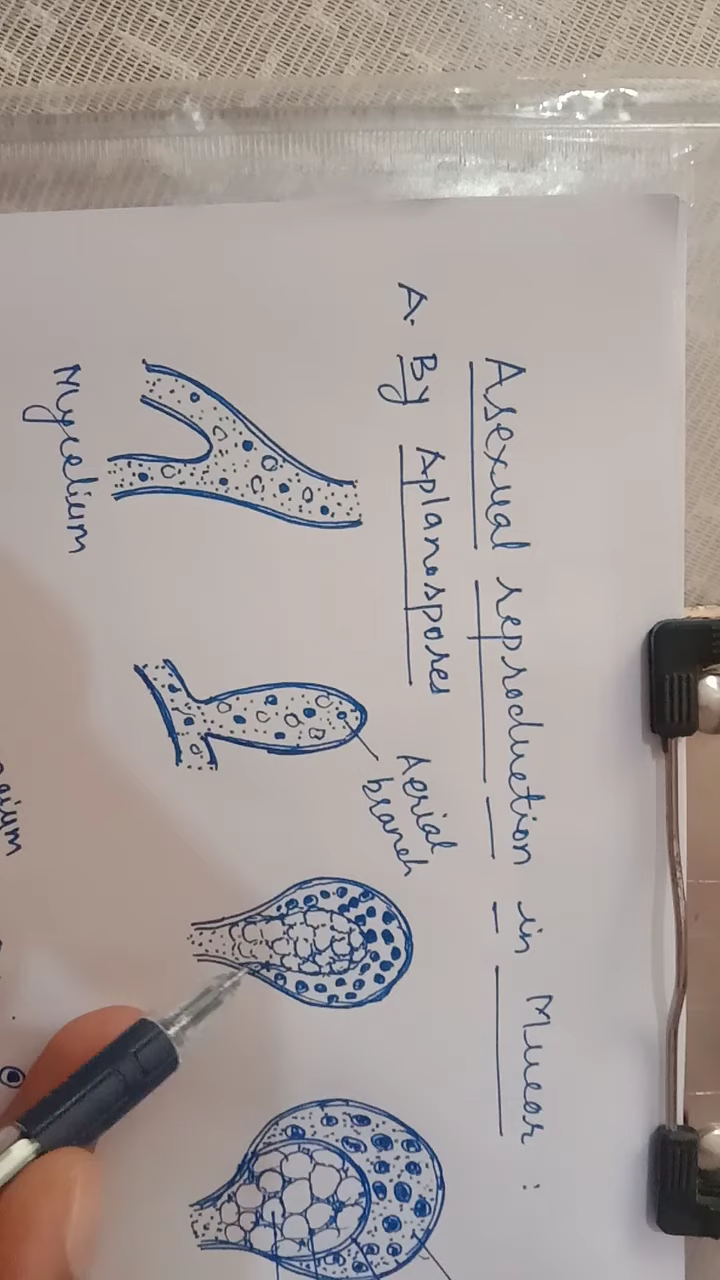 Asexual reproduction in Mucor :
A. By Aplanospores
Aerial
branch
Mycelium